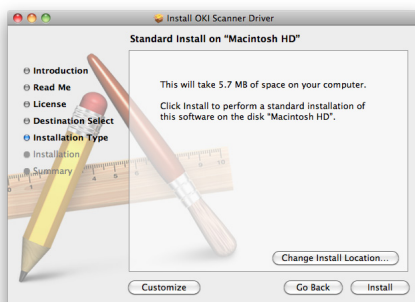 Install OKI Scanner Driver
Standard Install on "Macintosh HD"
Introduction
Read Me
License
Destination Select
Installation Type
Installation
Summary
This will take 5.7 MB of space on your computer.
Click Install to perform a standard installation of
this software on the disk "Macintosh HD".
Change Install Location...
Customize
Go Back
Install